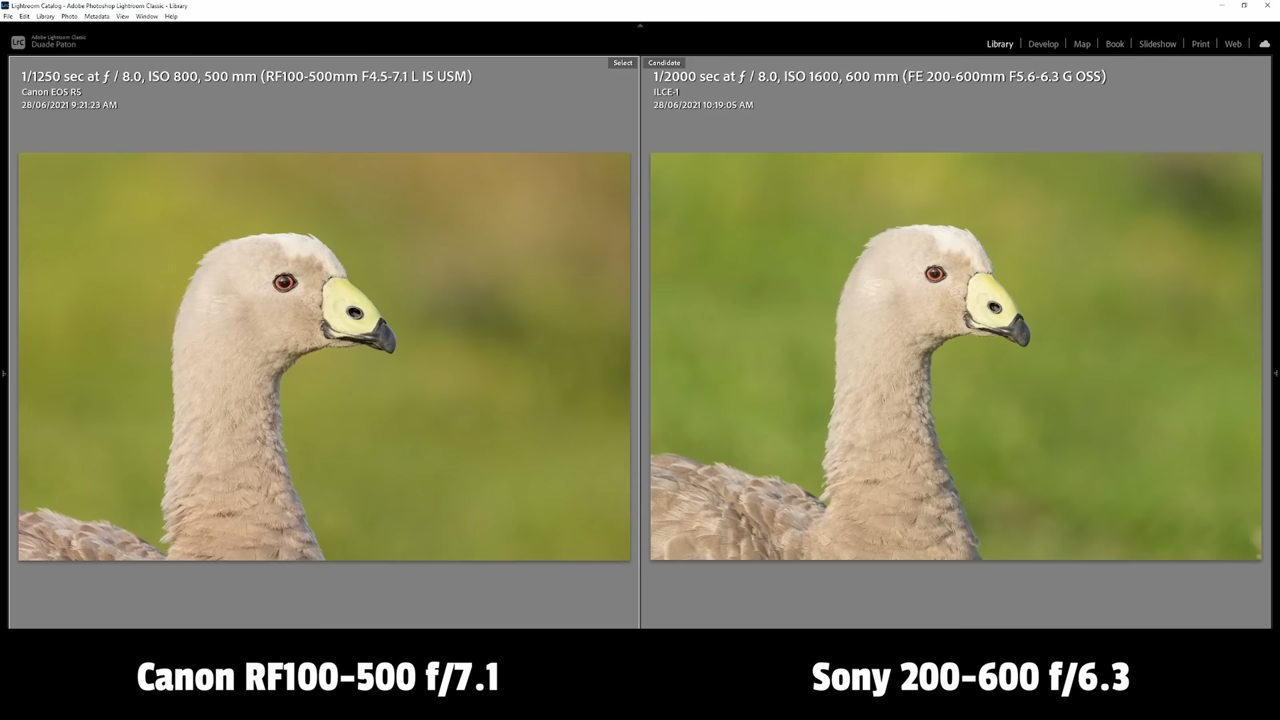 Lightroom Catalog - Adobe Photoshop Lightroom Classic - Library
File Edit Library Photo Metadata View Window Help
LrC
Adobe Lightroom Classic
Duade Paton
Library | Develop | Map | Book | Slideshow | Print | Web
Select
Candidate
1/1250 sec at ƒ / 8.0, ISO 800, 500 mm (RF100-500mm F4.5-7.1 L IS USM)
Canon EOS R5
28/06/2021 9:21:23 AM
1/2000 sec at ƒ / 8.0, ISO 1600, 600 mm (FE 200-600mm F5.6-6.3 G OSS)
ILCE-1
28/06/2021 10:19:05 AM
Canon RF100-500 f/7.1
Sony 200-600 f/6.3